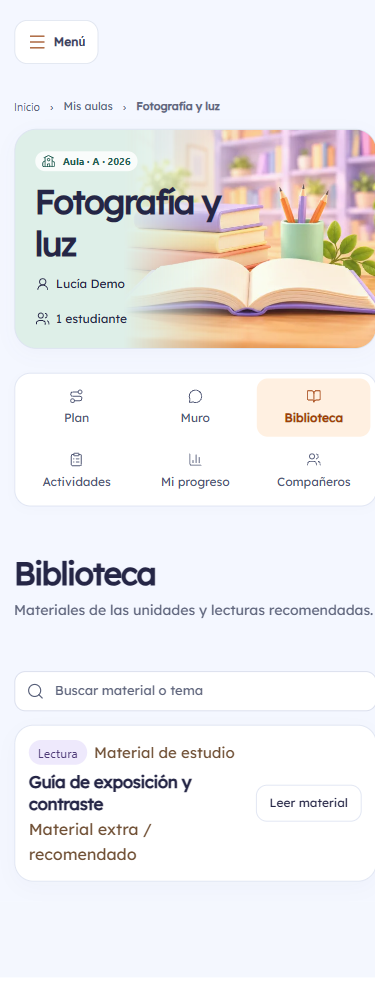 Menú
Inicio › Mis aulas › Fotografía y luz
Aula · A · 2026
Fotografía y
luz
Lucía Demo
1 estudiante
Plan
Muro
Biblioteca
Actividades
Mi progreso
Compañeros
Biblioteca
Materiales de las unidades y lecturas recomendadas.
Buscar material o tema
Lectura Material de estudio
Guía de exposición y
contraste
Leer material
Material extra /
recomendado